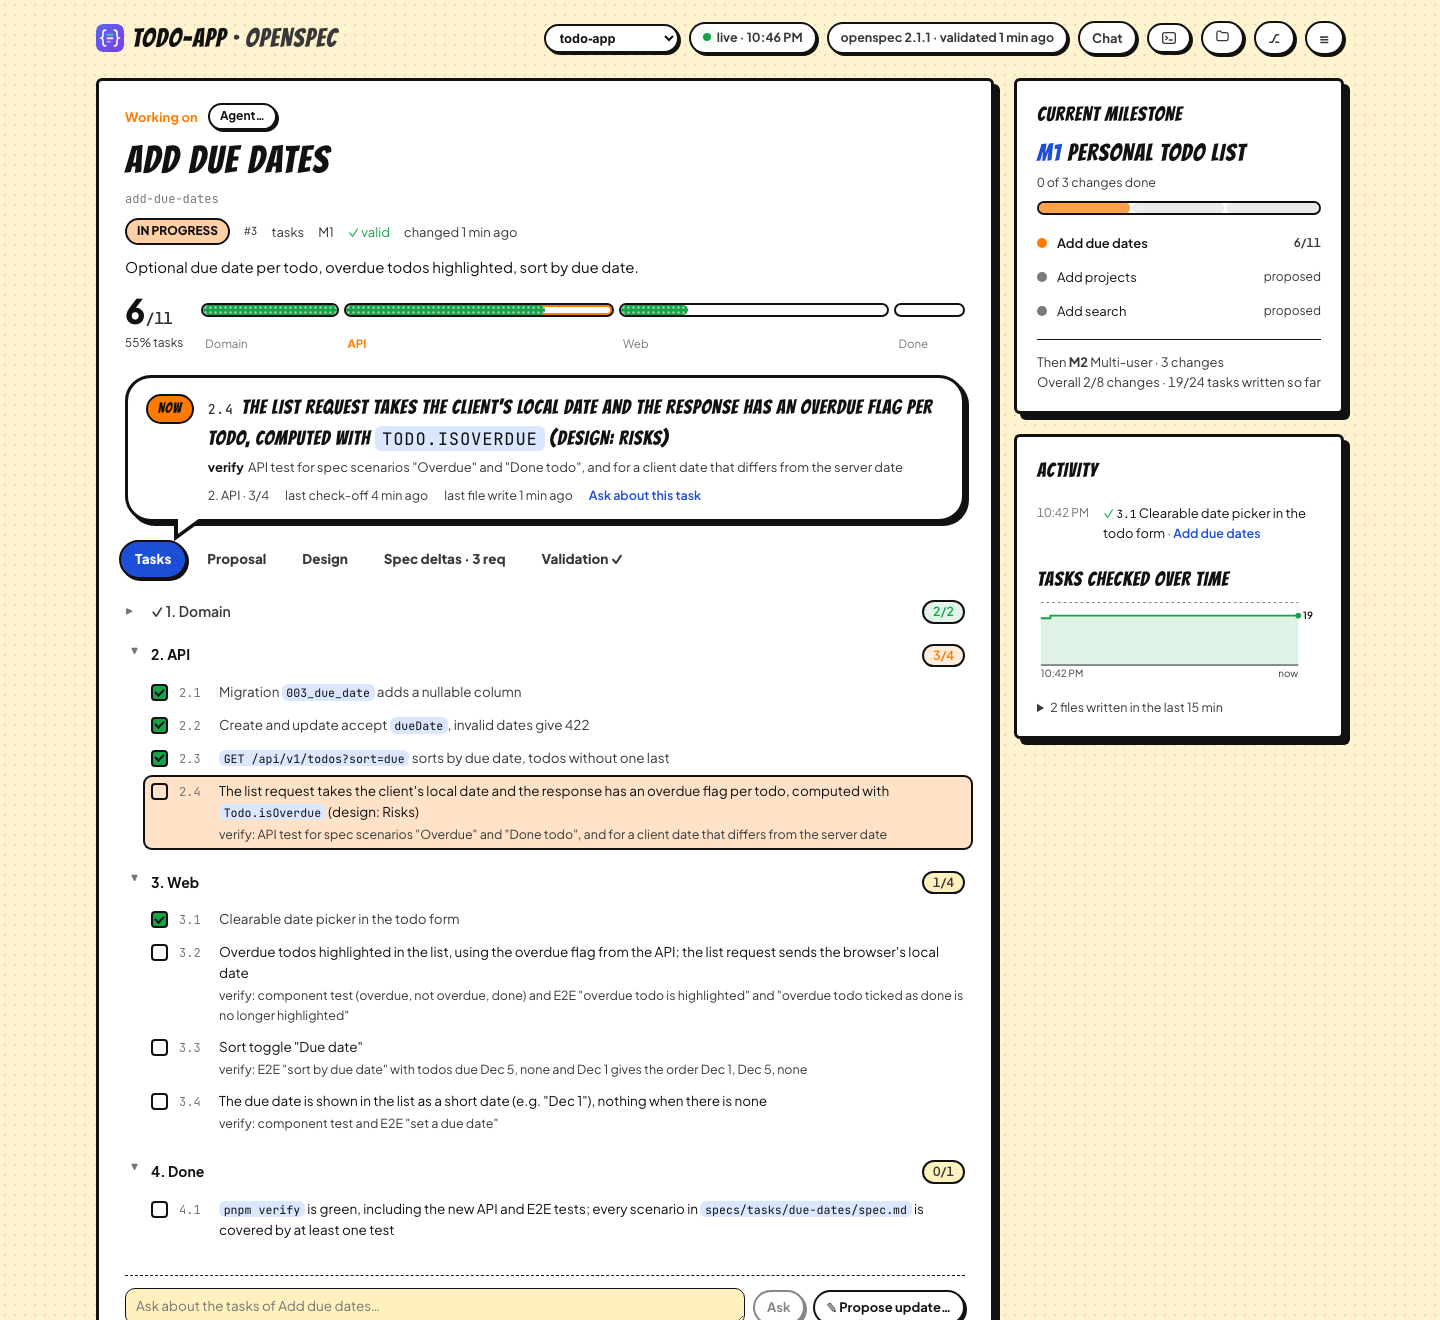 TODO-APP · OPENSPEC
todo-app
live · 10:46 PM
openspec 2.1.1 · validated 1 min ago
Chat
Working on
Agent…
ADD DUE DATES
add-due-dates
IN PROGRESS
#3
tasks
M1
✓ valid
changed 1 min ago
Optional due date per todo, overdue todos highlighted, sort by due date.
6/11
55% tasks
Domain
API
Web
Done
NOW
2.4 THE LIST REQUEST TAKES THE CLIENT'S LOCAL DATE AND THE RESPONSE HAS AN OVERDUE FLAG PER
TODO, COMPUTED WITH TODO.ISOVERDUE (DESIGN: RISKS)
verify API test for spec scenarios "Overdue" and "Done todo", and for a client date that differs from the server date
2. API · 3/4
last check-off 4 min ago
last file write 1 min ago
Ask about this task
Tasks
Proposal
Design
Spec deltas · 3 req
Validation ✓
✓ 1. Domain
2/2
2. API
3/4
2.1 Migration 003_due_date adds a nullable column
2.2 Create and update accept dueDate, invalid dates give 422
2.3 GET /api/v1/todos?sort=due sorts by due date, todos without one last
2.4 The list request takes the client's local date and the response has an overdue flag per todo, computed with
Todo.isOverdue (design: Risks)
verify: API test for spec scenarios "Overdue" and "Done todo", and for a client date that differs from the server date
3. Web
1/4
3.1 Clearable date picker in the todo form
3.2 Overdue todos highlighted in the list, using the overdue flag from the API; the list request sends the browser's local
date
verify: component test (overdue, not overdue, done) and E2E "overdue todo is highlighted" and "overdue todo ticked as done is
no longer highlighted"
3.3 Sort toggle "Due date"
verify: E2E "sort by due date" with todos due Dec 5, none and Dec 1 gives the order Dec 1, Dec 5, none
3.4 The due date is shown in the list as a short date (e.g. "Dec 1"), nothing when there is none
verify: component test and E2E "set a due date"
4. Done
0/1
4.1 pnpm verify is green, including the new API and E2E tests; every scenario in specs/tasks/due-dates/spec.md is
covered by at least one test
Ask about the tasks of Add due dates…
Ask
✎ Propose update…
CURRENT MILESTONE
M1 PERSONAL TODO LIST
0 of 3 changes done
Add due dates 6/11
Add projects proposed
Add search proposed
Then M2 Multi-user · 3 changes
Overall 2/8 changes · 19/24 tasks written so far
ACTIVITY
10:42 PM ✓ 3.1 Clearable date picker in the
todo form · Add due dates
TASKS CHECKED OVER TIME
19
10:42 PM
now
2 files written in the last 15 min